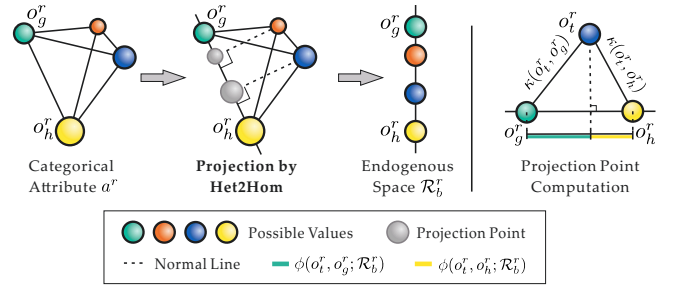 o_g^r
o_h^r
Categorical
Attribute a^r
o_g^r
o_h^r
Projection by
Het2Hom
o_g^r
o_h^r
Endogenous
Space R_b^r
o_t^r
κ(o_t^r, o_g^r)
κ(o_t^r, o_h^r)
o_g^r
o_h^r
Projection Point
Computation
Possible Values
Projection Point
Normal Line
ϕ(o_t^r, o_g^r; R_b^r)
ϕ(o_t^r, o_h^r; R_b^r)